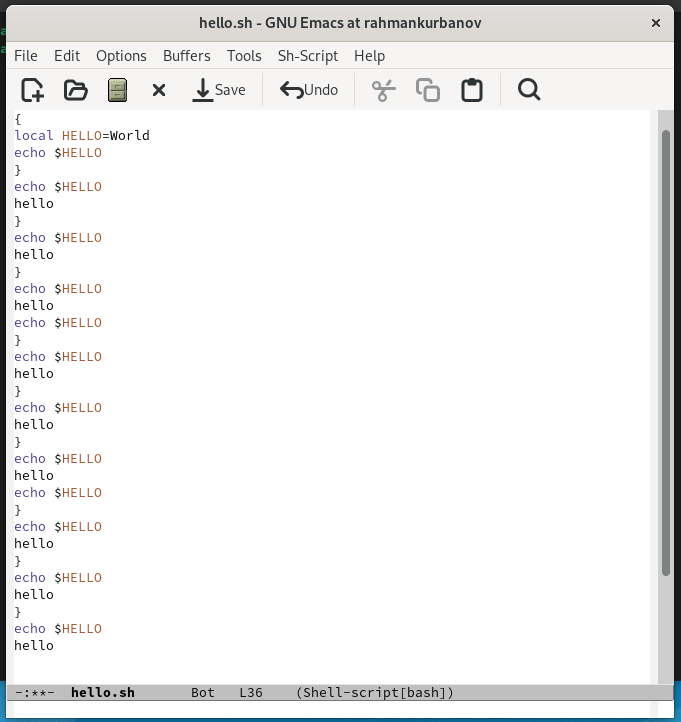 hello.sh - GNU Emacs at rahmankurbanov
File Edit Options Buffers Tools Sh-Script Help
Save Undo
{
local HELLO=World
echo $HELLO
}
echo $HELLO
hello
}
echo $HELLO
hello
}
echo $HELLO
hello
echo $HELLO
}
echo $HELLO
hello
}
echo $HELLO
hello
}
echo $HELLO
hello
echo $HELLO
}
echo $HELLO
hello
}
echo $HELLO
hello
}
echo $HELLO
hello
-:**- hello.sh Bot L36 (Shell-script[bash])